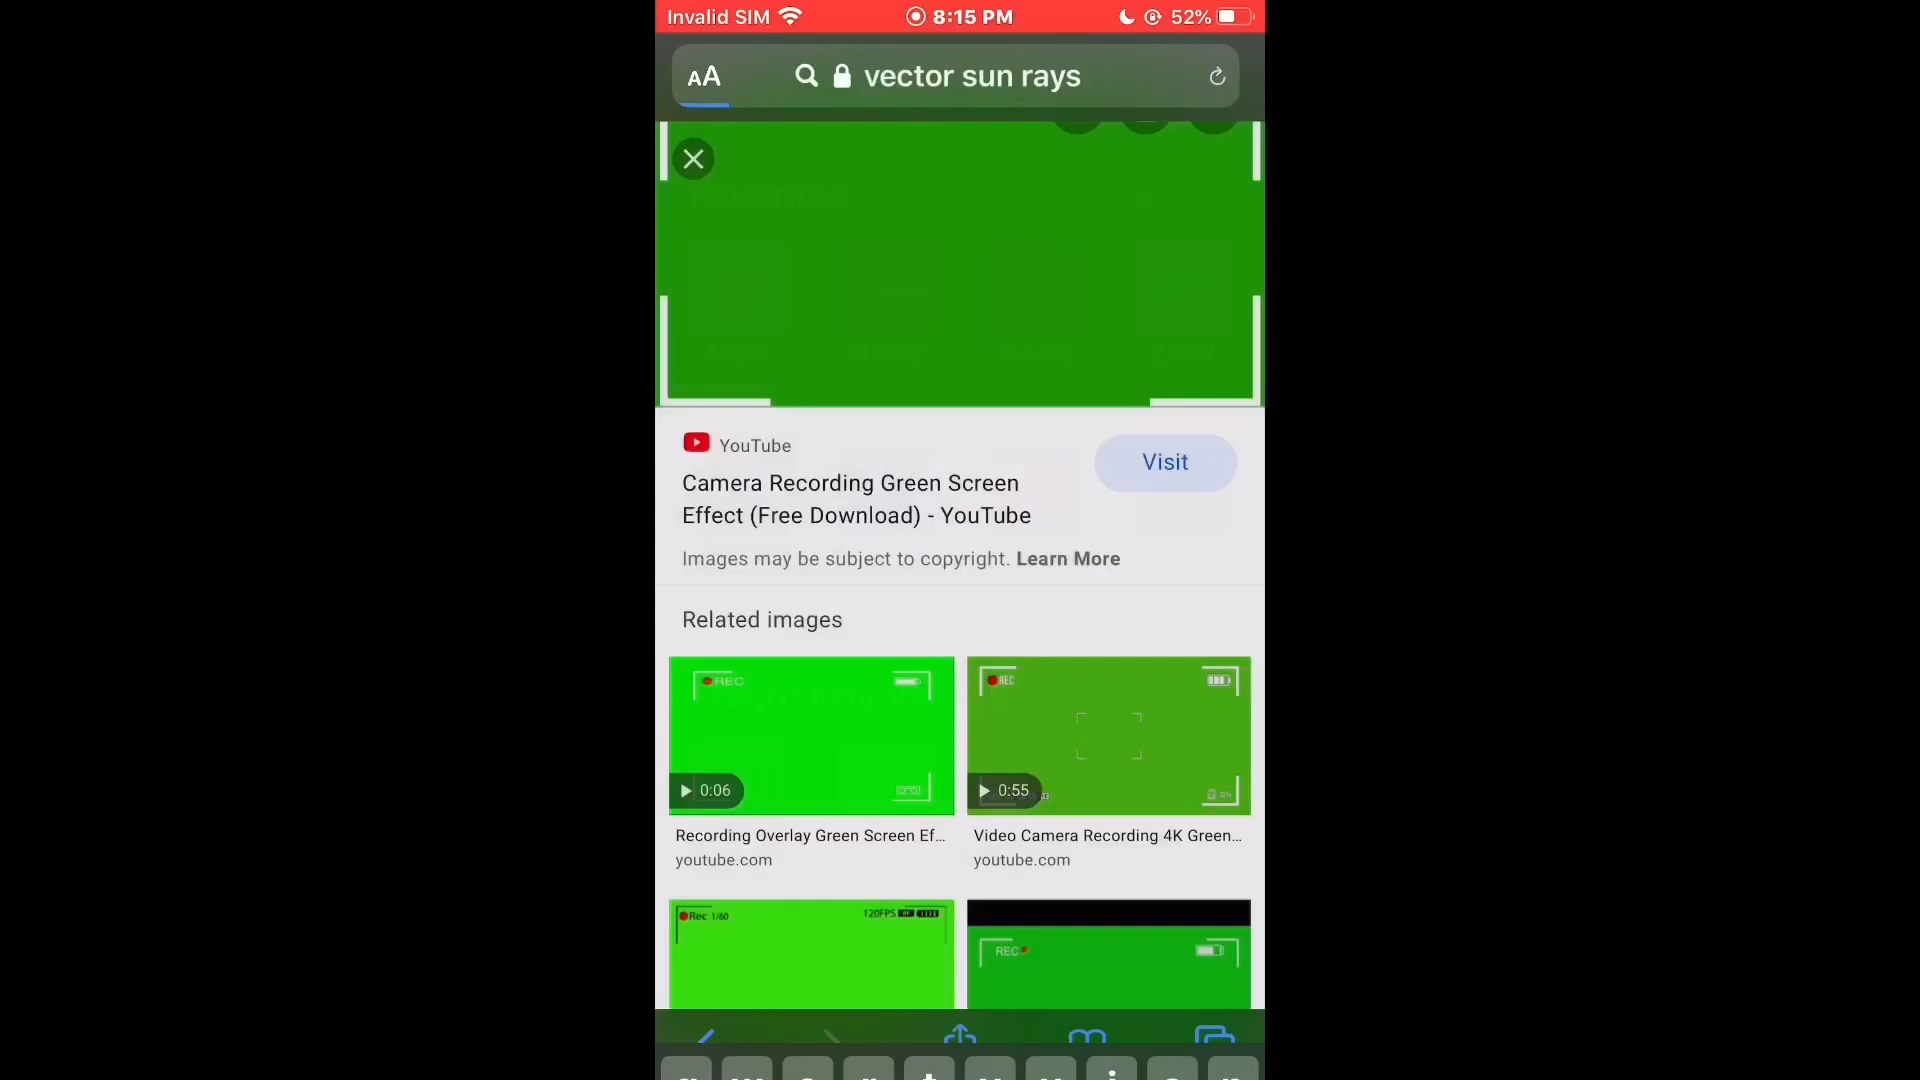 Invalid SIM 8:15 PM 52%
AA vector sun rays
YouTube
Visit
Camera Recording Green Screen
Effect (Free Download) - YouTube
Images may be subject to copyright. Learn More
Related images
REC
REC
0:06
0:55
Recording Overlay Green Screen Ef...
youtube.com
Video Camera Recording 4K Green...
youtube.com
Rec 1/60 120FPS
REC